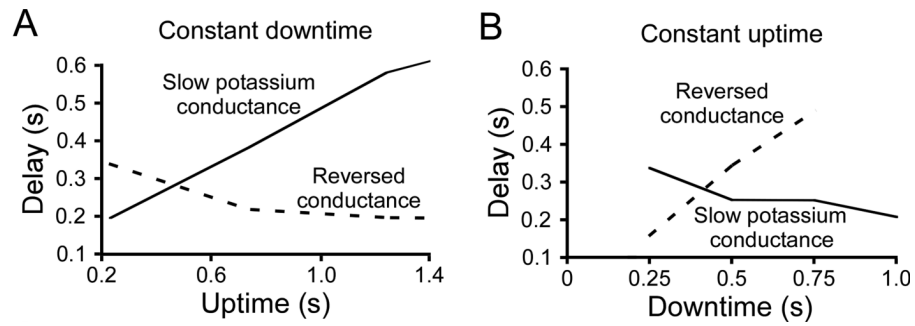 A
Constant downtime
0.6
0.5
0.4
0.3
0.2
0.1
Delay (s)
Slow potassium
conductance
Reversed
conductance
0.2
0.6
1.0
1.4
Uptime (s)
B
Constant uptime
0.6
0.5
0.4
0.3
0.2
0.1
Delay (s)
Reversed
conductance
Slow potassium
conductance
0
0.25
0.5
0.75
1.0
Downtime (s)